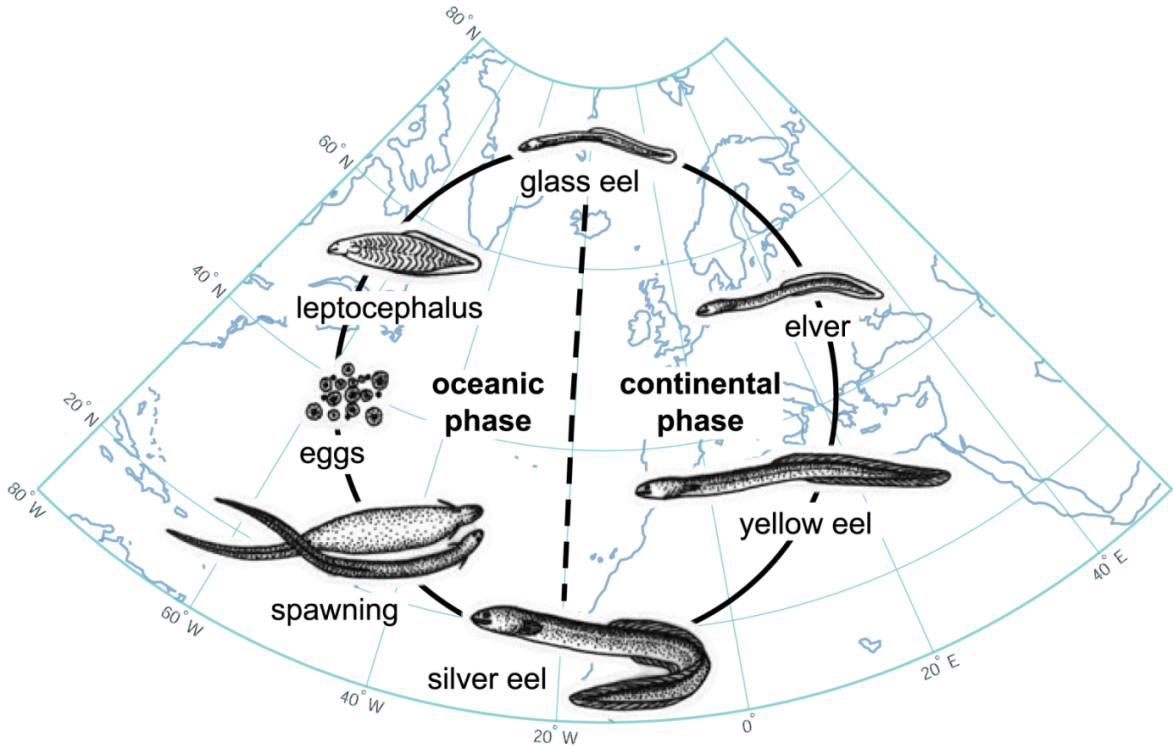 80° N
60° N
40° N
20° N
80° W
60° W
40° W
20° W
0°
20° E
40° E
glass eel
leptocephalus
elver
oceanic
phase
continental
phase
eggs
yellow eel
spawning
silver eel